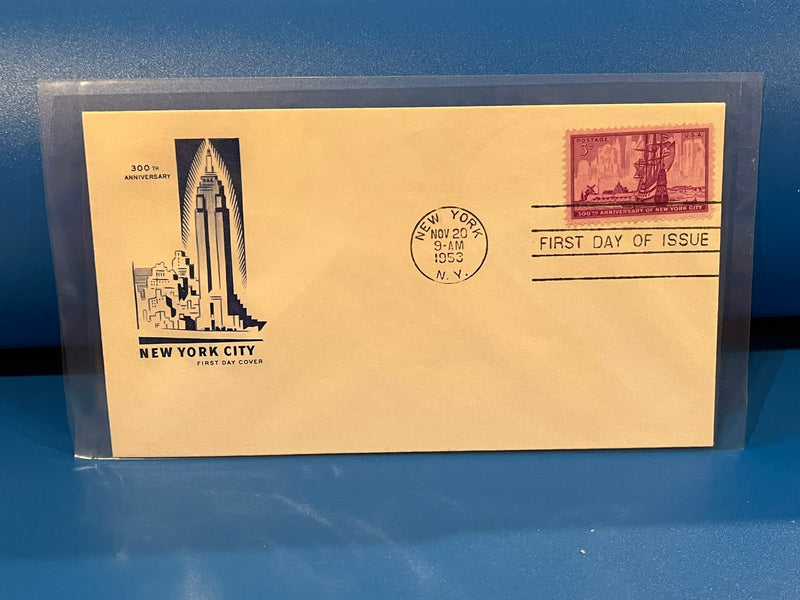 300TH
ANNIVERSARY
NEW YORK CITY
FIRST DAY COVER
NEW YORK
NOV 20
9-AM
1953
N. Y.
POSTAGE U.S.A.
3¢
300TH ANNIVERSARY OF NEW YORK CITY
FIRST DAY OF ISSUE